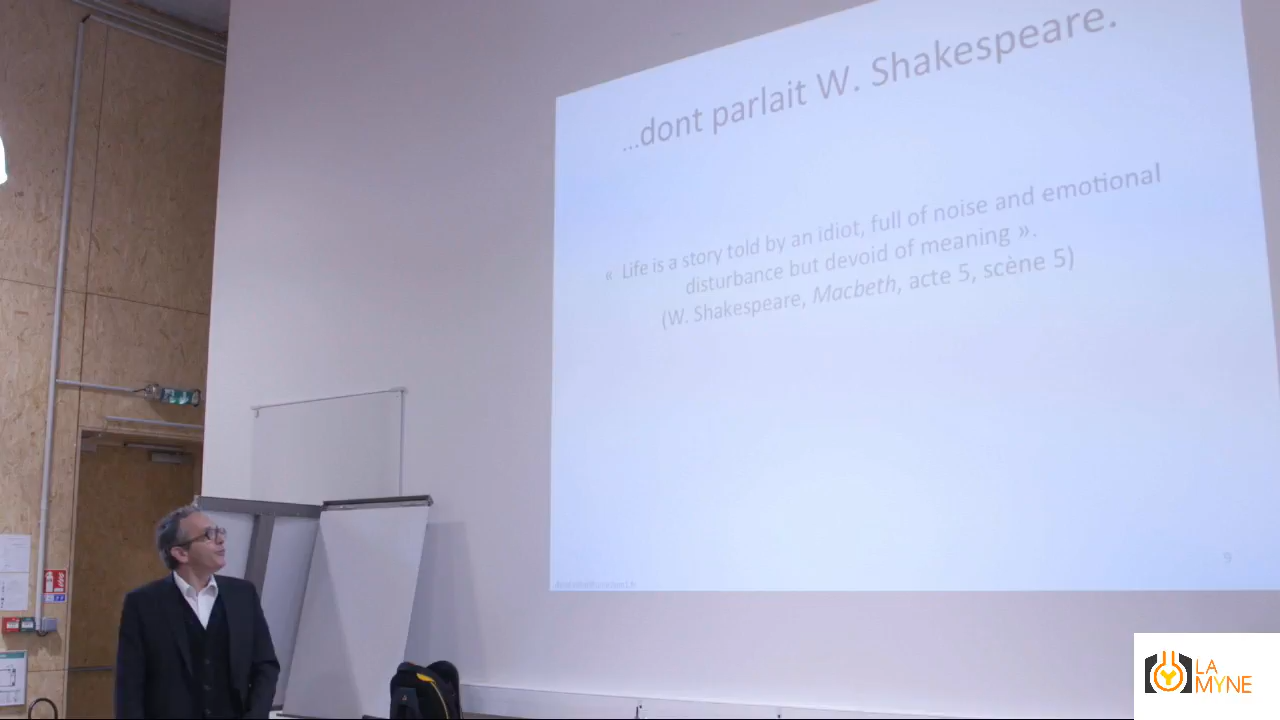 ...dont parlait W. Shakespeare.
« Life is a story told by an idiot, full of noise and emotional
disturbance but devoid of meaning ».
(W. Shakespeare, Macbeth, acte 5, scène 5)
9
LA
MYNE